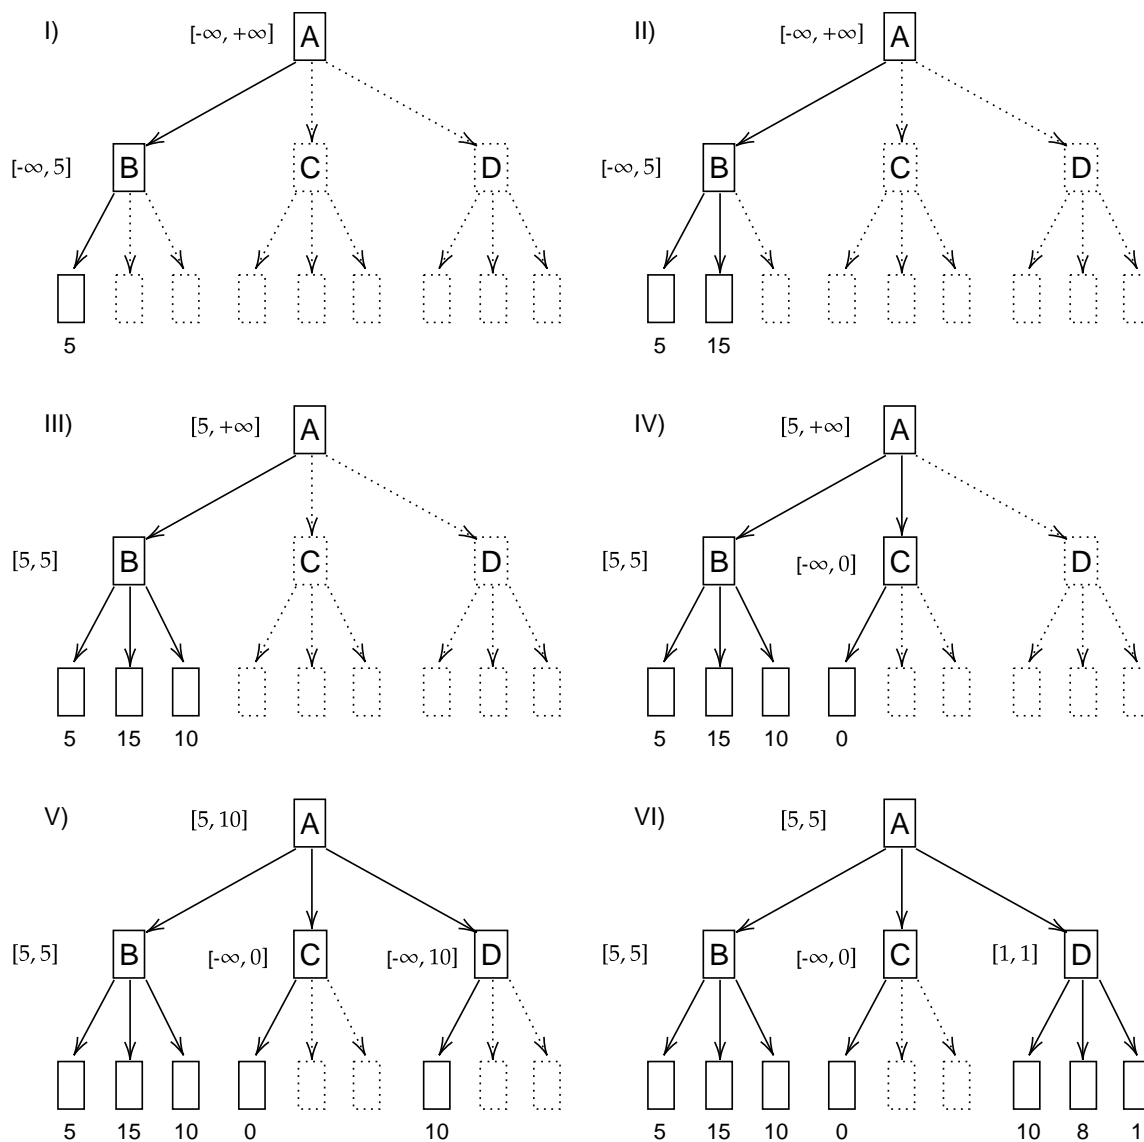 I) [-∞, +∞] A II) [-∞, +∞] A
[-∞, 5] B C D [-∞, 5] B C D
5 5 15
III) [5, +∞] A IV) [5, +∞] A
[5, 5] B C D [5, 5] B [-∞, 0] C D
5 15 10 5 15 10 0
V) [5, 10] A VI) [5, 5] A
[5, 5] B [-∞, 0] C [-∞, 10] D [5, 5] B [-∞, 0] C [1, 1] D
5 15 10 0 10 5 15 10 0 10 8 1